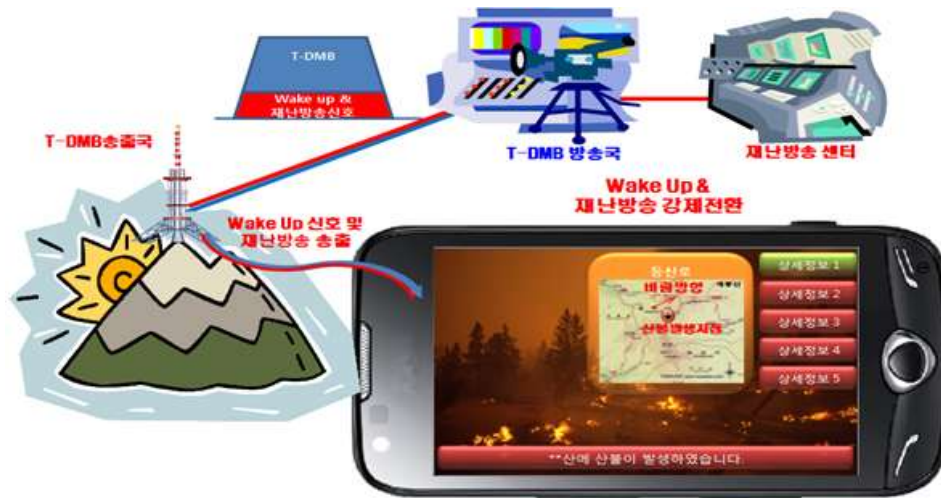 T-DMB
Wake up &
재난방송신호
T-DMB송출국
T-DMB 방송국
재난방송 센터
Wake Up &
재난방송 강제전환
Wake Up 신호 및
재난방송 송출
등산로
바람방향
산불발생지점
상세정보 1
상세정보 2
상세정보 3
상세정보 4
상세정보 5
**산에 산불이 발생하였습니다.